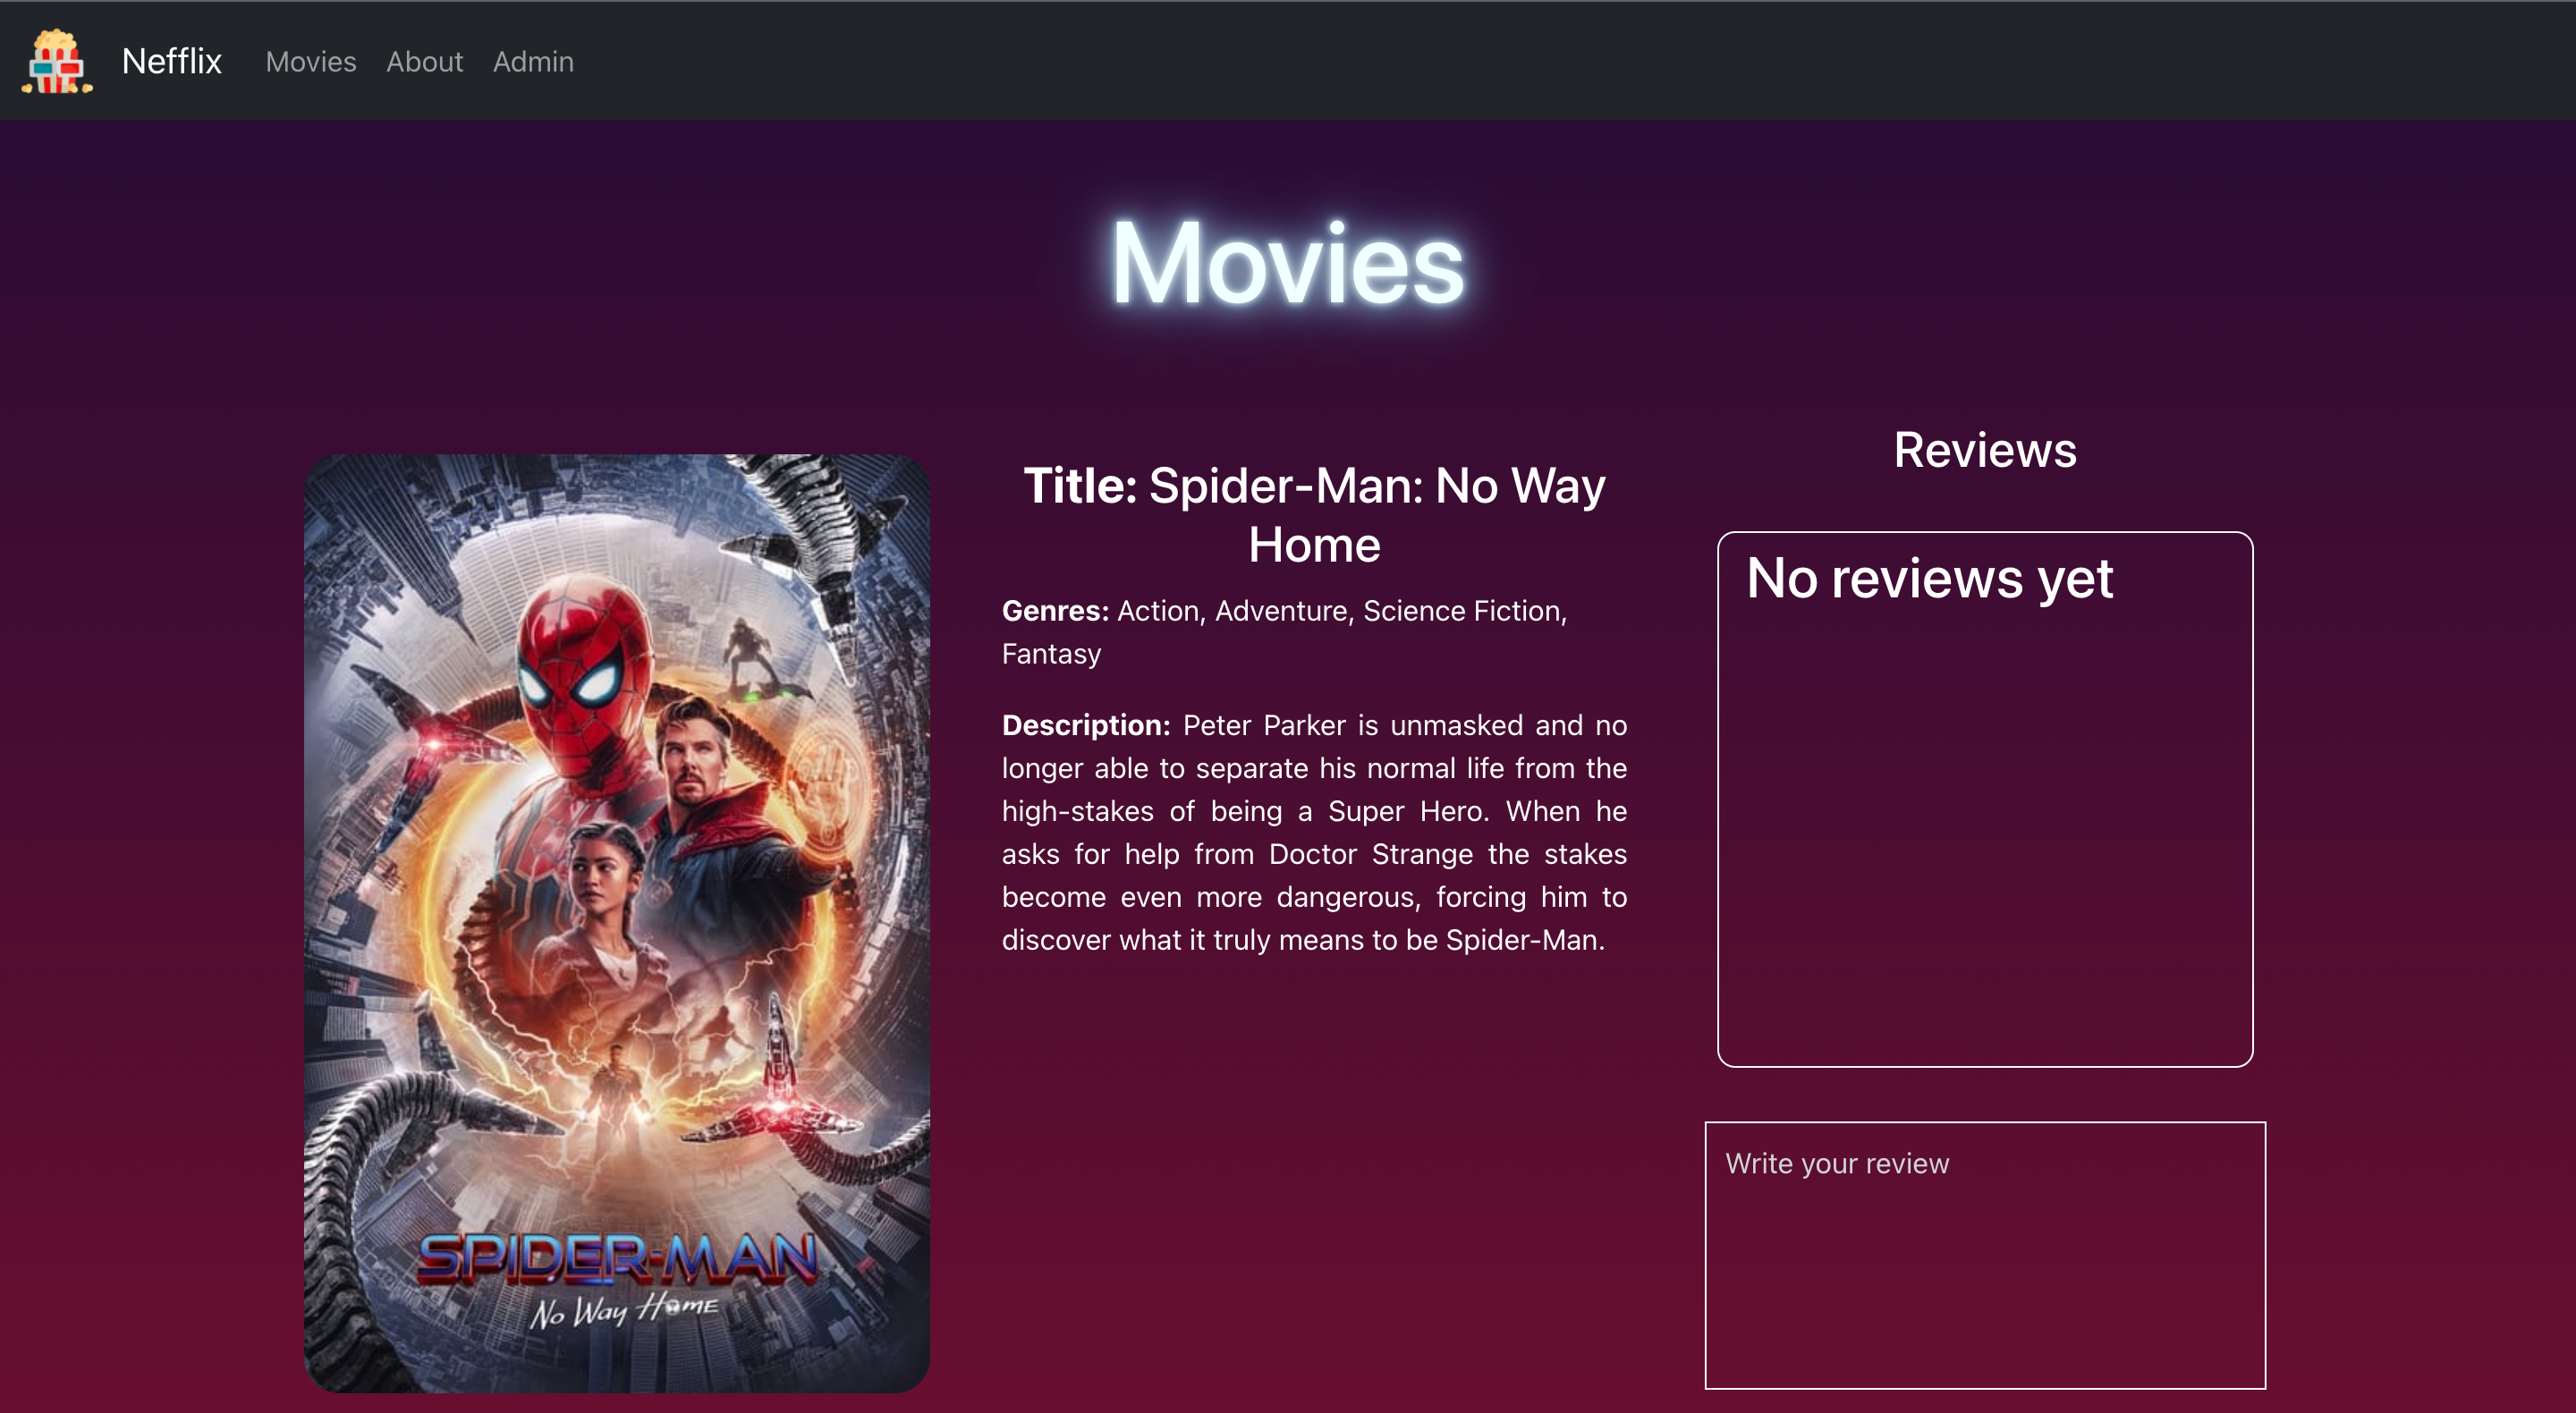 Nefflix
Movies
About
Admin
Movies
SPIDER-MAN
No Way Home
Title: Spider-Man: No Way
Home
Genres: Action, Adventure, Science Fiction,
Fantasy
Description: Peter Parker is unmasked and no
longer able to separate his normal life from the
high-stakes of being a Super Hero. When he
asks for help from Doctor Strange the stakes
become even more dangerous, forcing him to
discover what it truly means to be Spider-Man.
Reviews
No reviews yet
Write your review